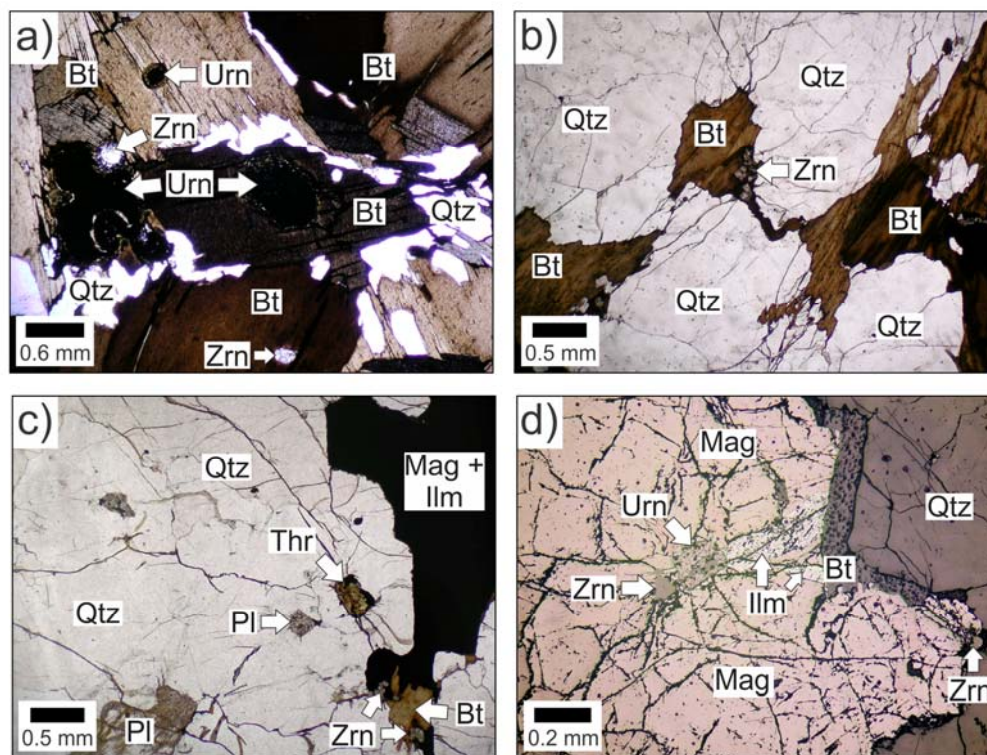 a)
Bt
Urn
Bt
Zrn
Urn
Bt
Qtz
Qtz
Bt
Zrn
0.6 mm
b)
Qtz
Qtz
Bt
Zrn
Bt
Bt
Qtz
Qtz
0.5 mm
c)
Qtz
Mag +
Ilm
Thr
Qtz
Pl
Pl
Zrn
Bt
0.5 mm
d)
Mag
Urn
Qtz
Zrn
Ilm
Bt
Mag
Zrn
0.2 mm